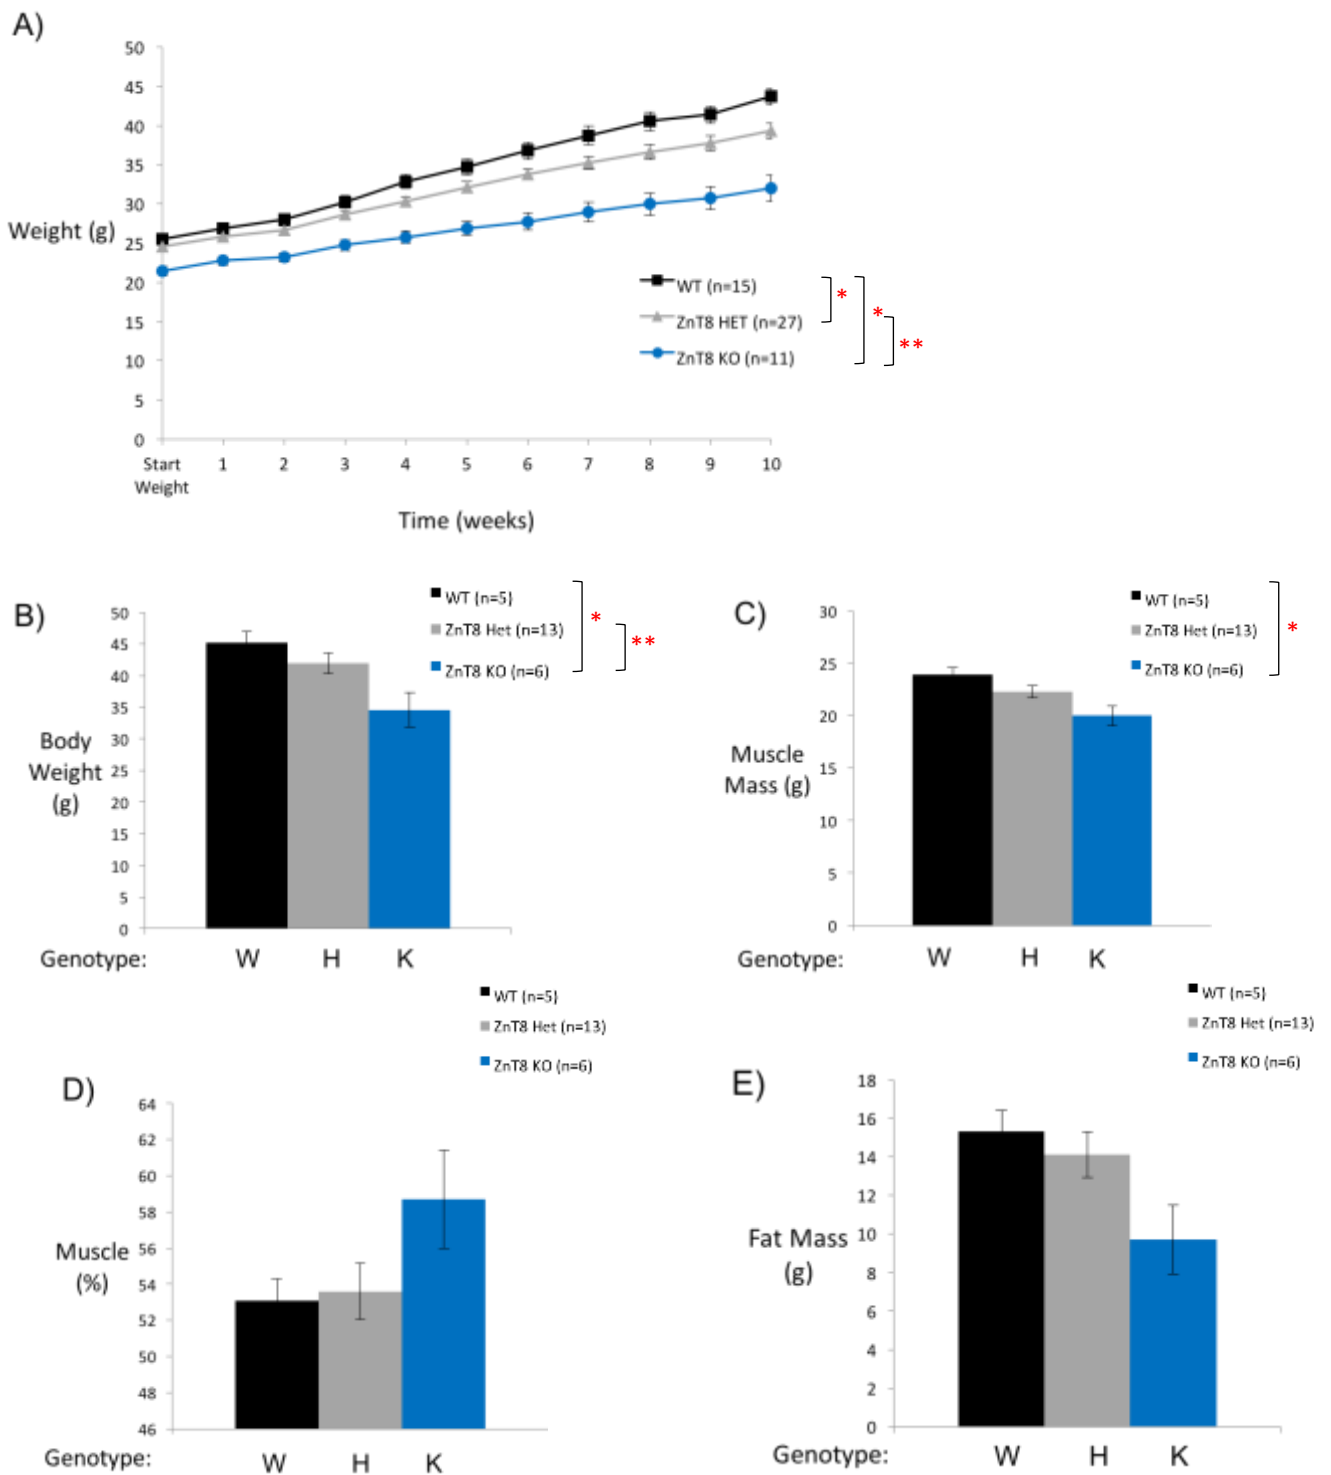 A)
50
45
40
35
30
25
20
15
10
5
0
Weight (g)
WT (n=15)
ZnT8 HET (n=27)
ZnT8 KO (n=11)
*
*
**
Start Weight
1 2 3 4 5 6 7 8 9 10
Time (weeks)
B)
WT (n=5)
ZnT8 Het (n=13)
ZnT8 KO (n=6)
*
**
50
45
40
35
30
25
20
15
10
5
0
Body
Weight
(g)
Genotype: W H K
C)
WT (n=5)
ZnT8 Het (n=13)
ZnT8 KO (n=6)
*
30
25
20
15
10
5
0
Muscle
Mass (g)
Genotype: W H K
D)
WT (n=5)
ZnT8 Het (n=13)
ZnT8 KO (n=6)
64
62
60
58
56
54
52
50
48
46
Muscle
(%)
Genotype: W H K
E)
WT (n=5)
ZnT8 Het (n=13)
ZnT8 KO (n=6)
18
16
14
12
10
8
6
4
2
0
Fat Mass
(g)
Genotype: W H K